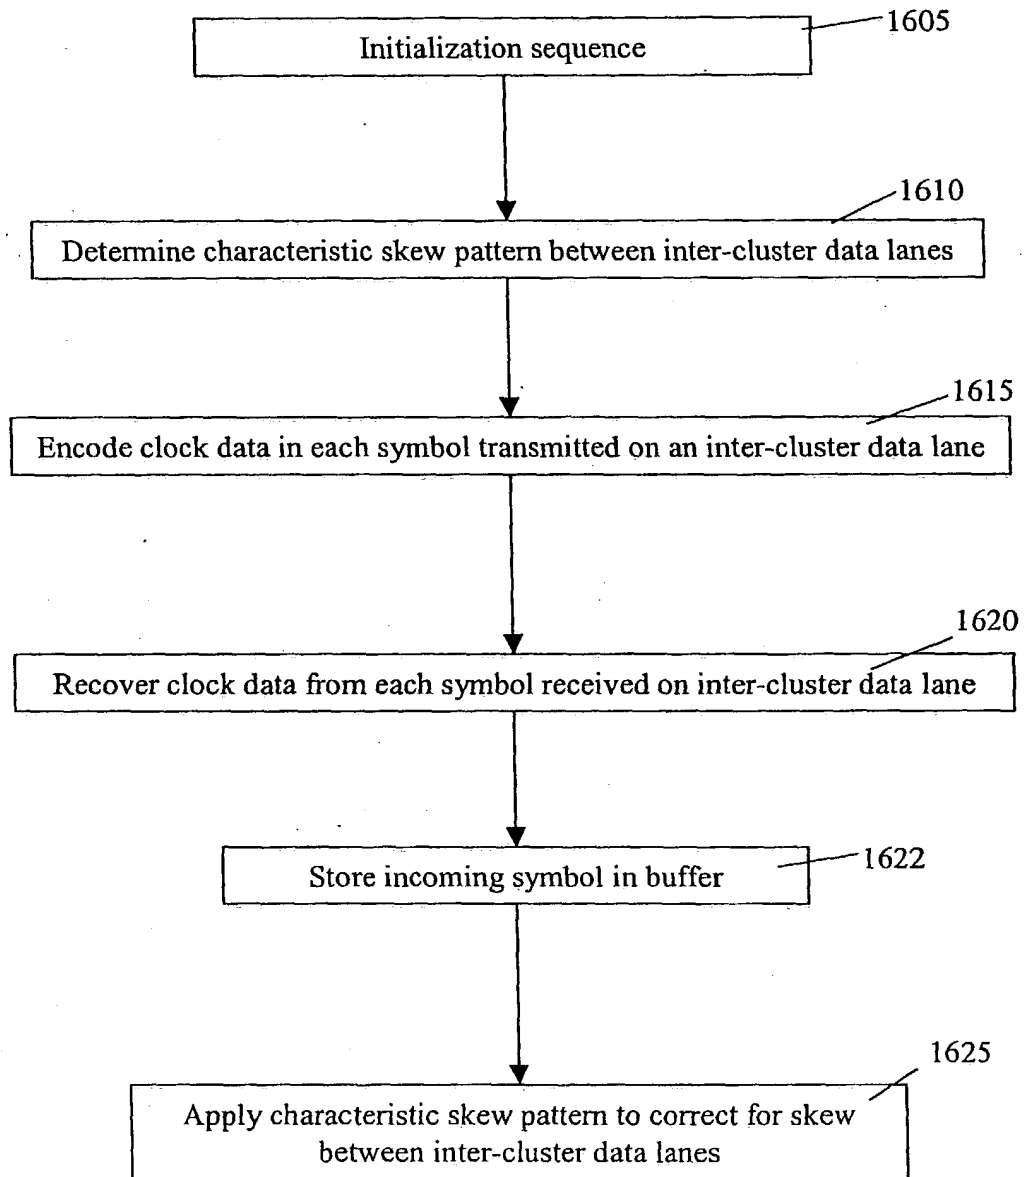 1605
Initialization sequence
1610
Determine characteristic skew pattern between inter-cluster data lanes
1615
Encode clock data in each symbol transmitted on an inter-cluster data lane
1620
Recover clock data from each symbol received on inter-cluster data lane
1622
Store incoming symbol in buffer
1625
Apply characteristic skew pattern to correct for skew
between inter-cluster data lanes